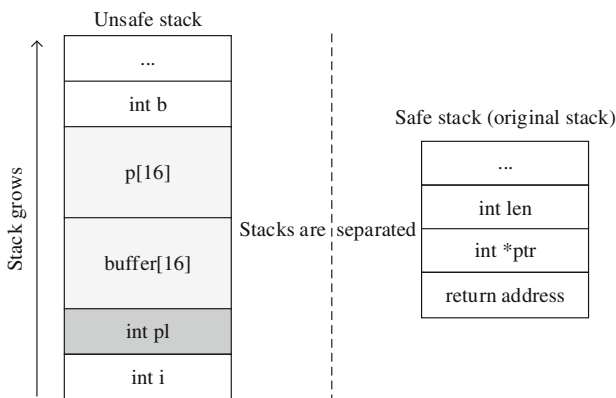 Unsafe stack
Stack grows
...
int b
p[16]
buffer[16]
int pl
int i
Stacks are separated
Safe stack (original stack)
...
int len
int *ptr
return address